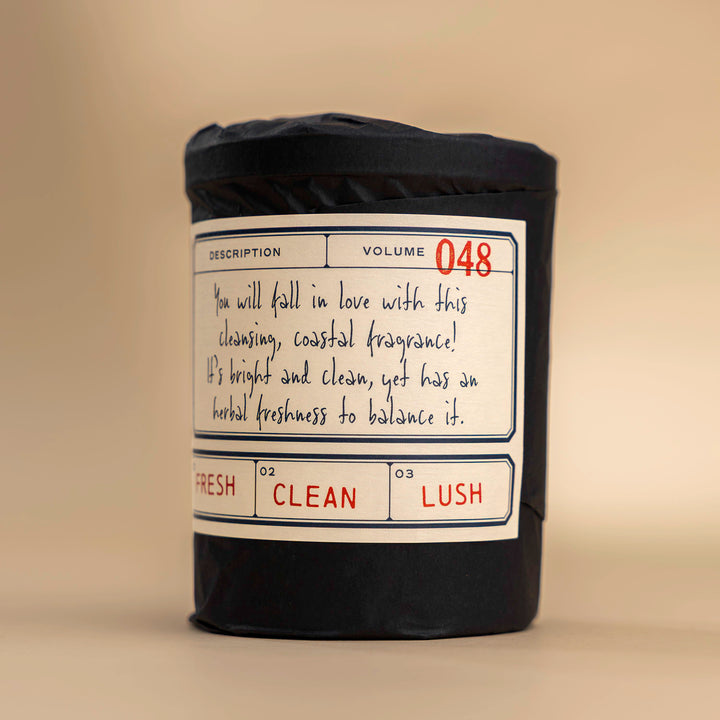 DESCRIPTION VOLUME 048
You will fall in love with this
cleansing, coastal fragrance!
It's bright and clean, yet has an
herbal freshness to balance it.
FRESH 02 CLEAN 03 LUSH